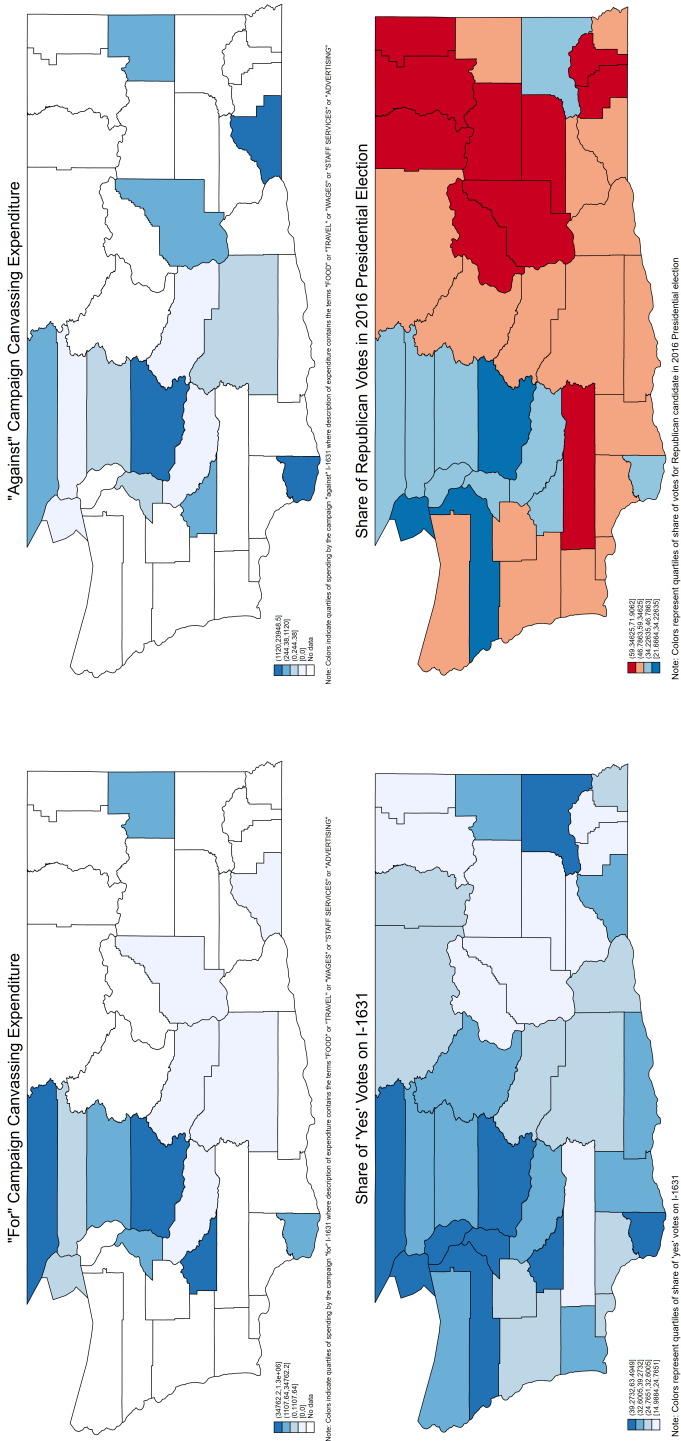 "For" Campaign Canvassing Expenditure
(34762.2,1.3e+06]
(1107.64,34762.2]
(0,1107.64]
[0,0]
No data
Note: Colors indicate quartiles of spending by the campaign "for" I-1631 where description of expenditure contains the terms "FOOD" or "TRAVEL" or "WAGES" or "STAFF SERVICES" or "ADVERTISING"
"Against" Campaign Canvassing Expenditure
(1120,23948.5]
(244.38,1120]
(0,244.38]
[0,0]
No data
Note: Colors indicate quartiles of spending by the campaign "against" I-1631 where description of expenditure contains the terms "FOOD" or "TRAVEL" or "WAGES" or "STAFF SERVICES" or "ADVERTISING"
Share of 'Yes' Votes on I-1631
(39.2732,63.4949]
(32.6005,39.2732]
(24.7651,32.6005]
[14.9884,24.7651]
Note: Colors represent quartiles of share of 'yes' votes on I-1631
Share of Republican Votes in 2016 Presidential Election
(59.34625,71.9062]
(46.7863,59.34625]
(34.22635,46.7863]
[21.6664,34.22635]
Note: Colors represent quartiles of share of votes for Republican candidate in 2016 Presidential election